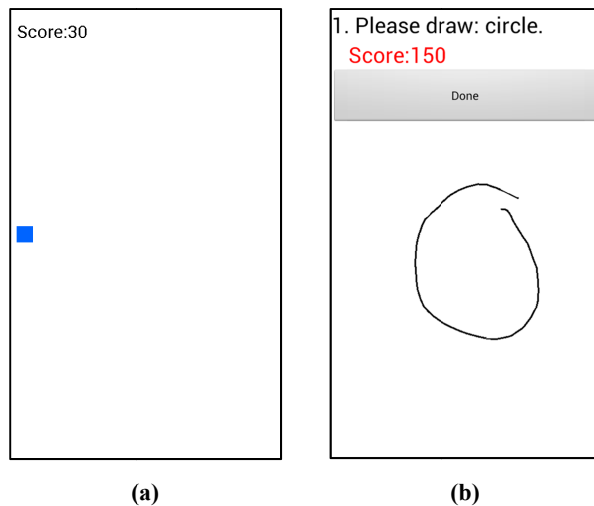 Score:30
1. Please draw: circle.
Score:150
Done
(a)
(b)